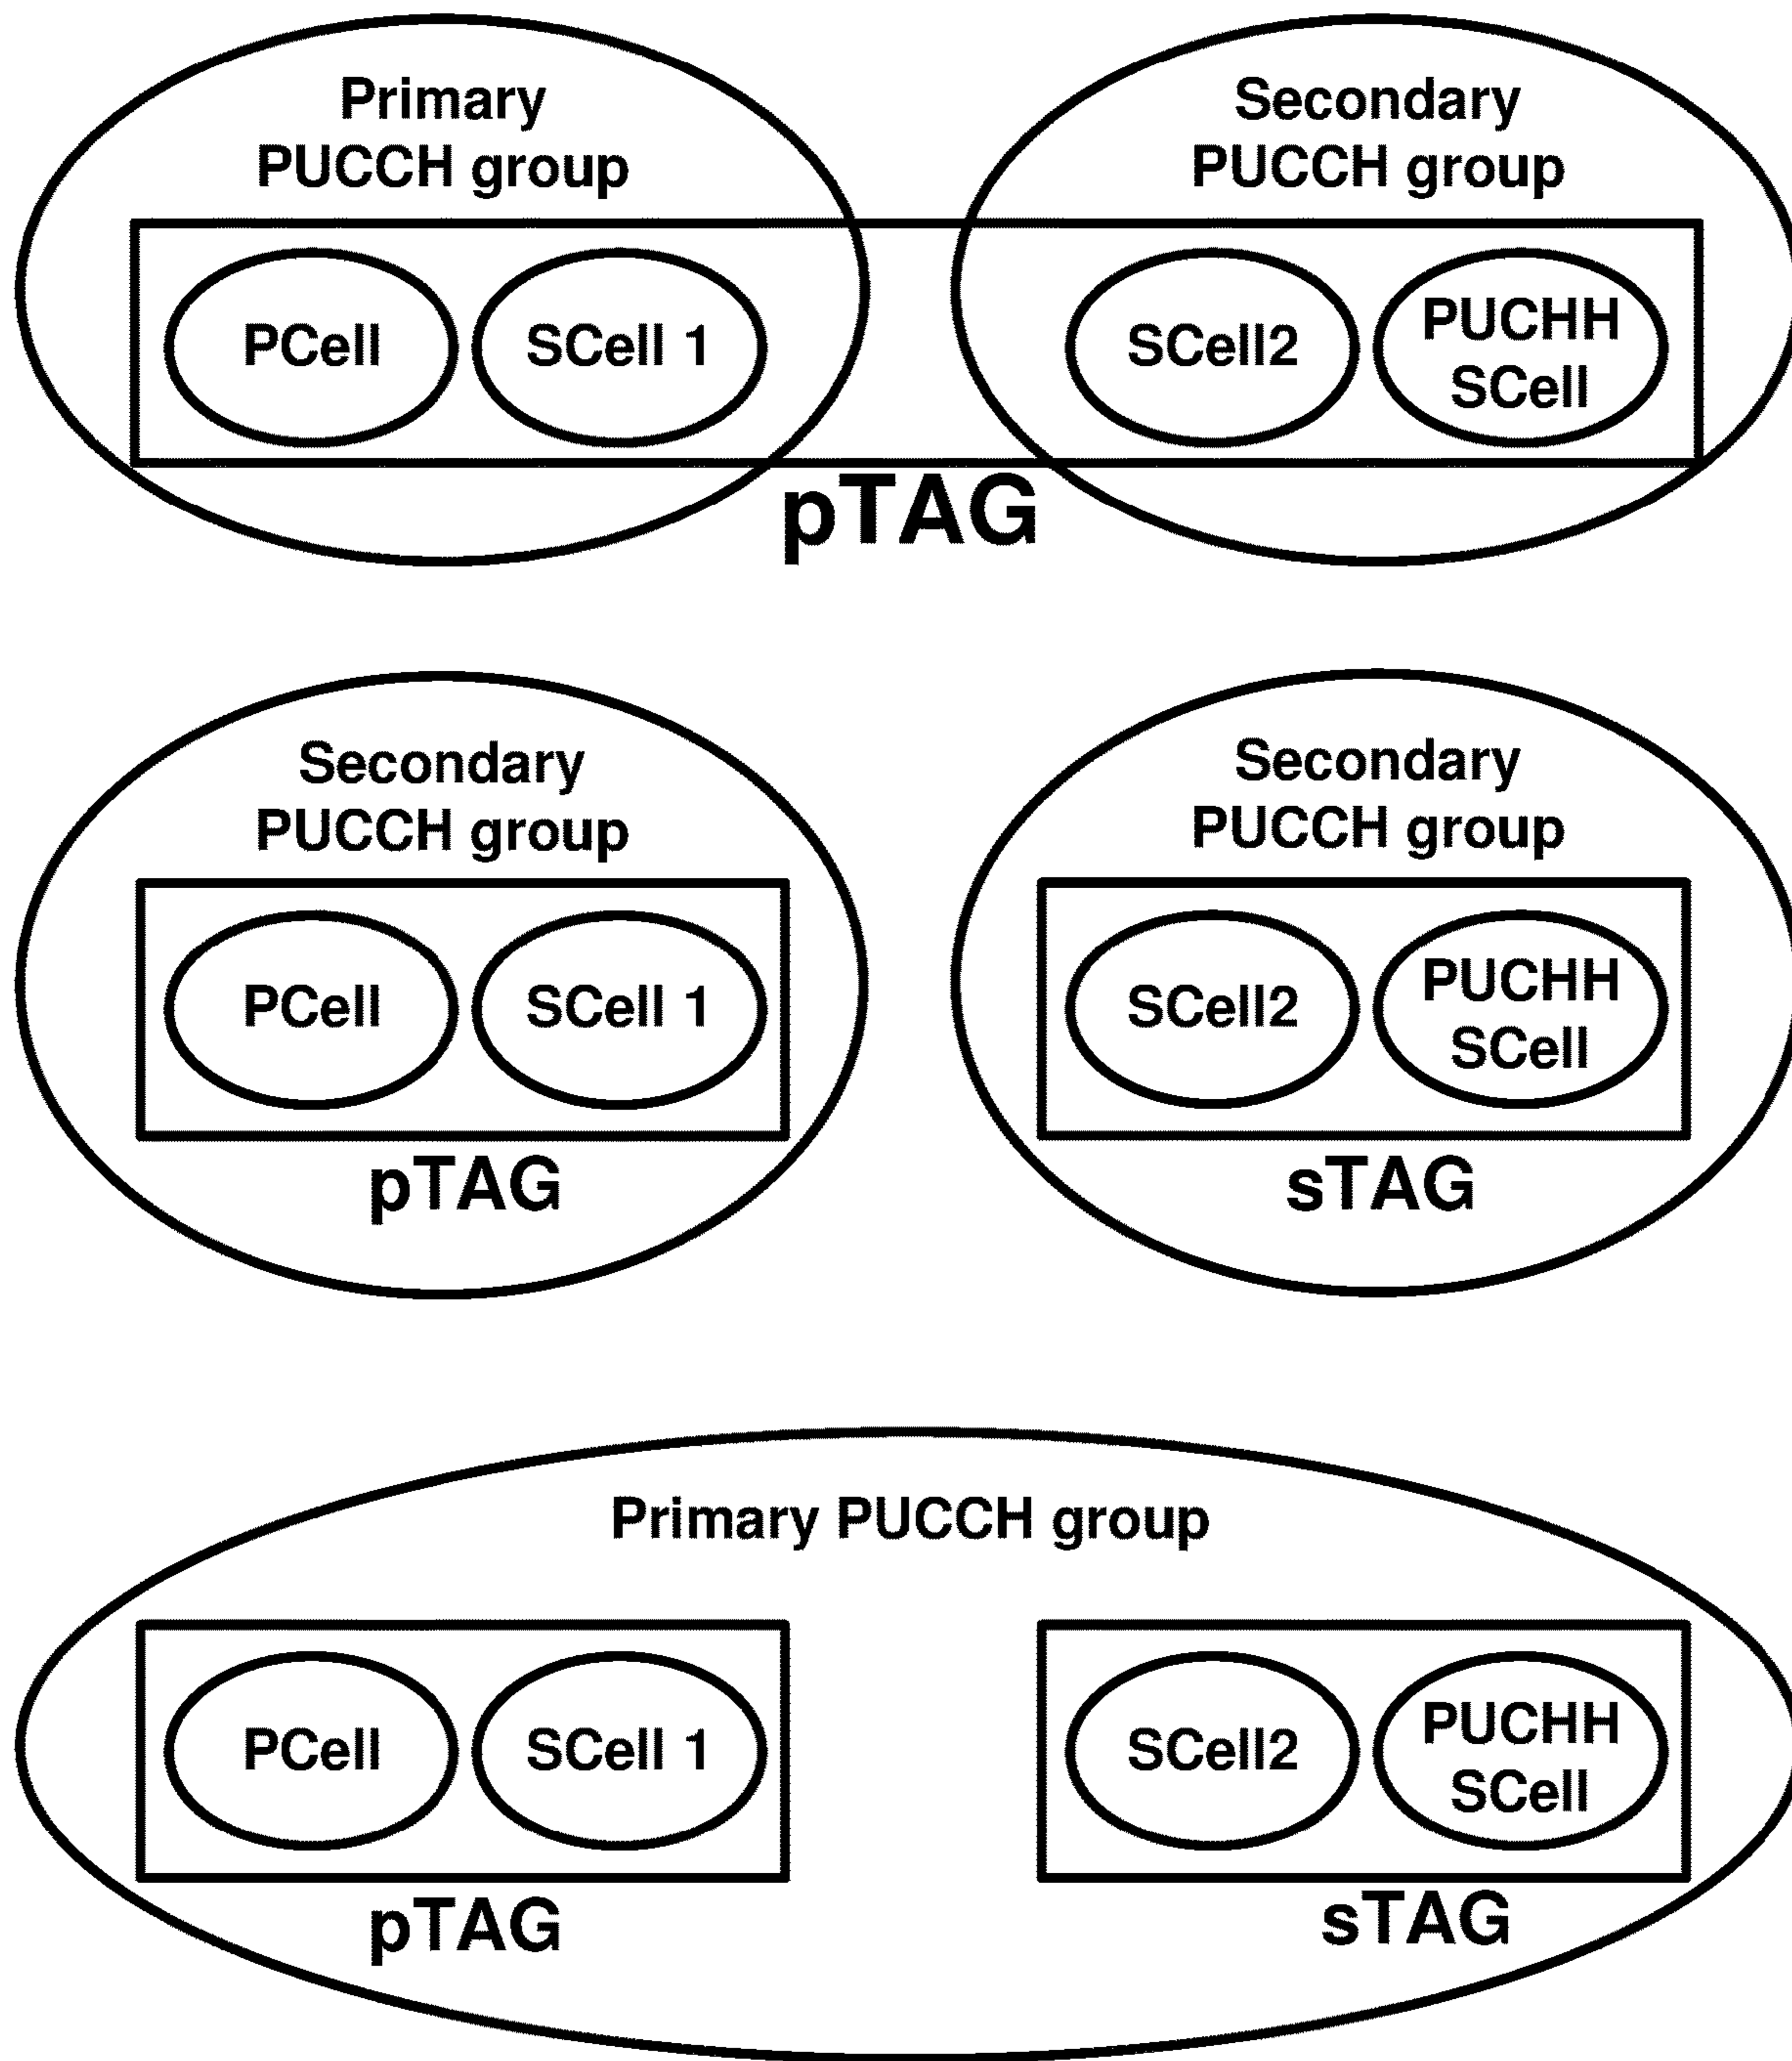 Primary
PUCCH group
Secondary
PUCCH group
PCell
SCell 1
SCell2
PUCHH
SCell
pTAG
Secondary
PUCCH group
Secondary
PUCCH group
PCell
SCell 1
SCell2
PUCHH
SCell
pTAG
sTAG
Primary PUCCH group
PCell
SCell 1
SCell2
PUCHH
SCell
pTAG
sTAG